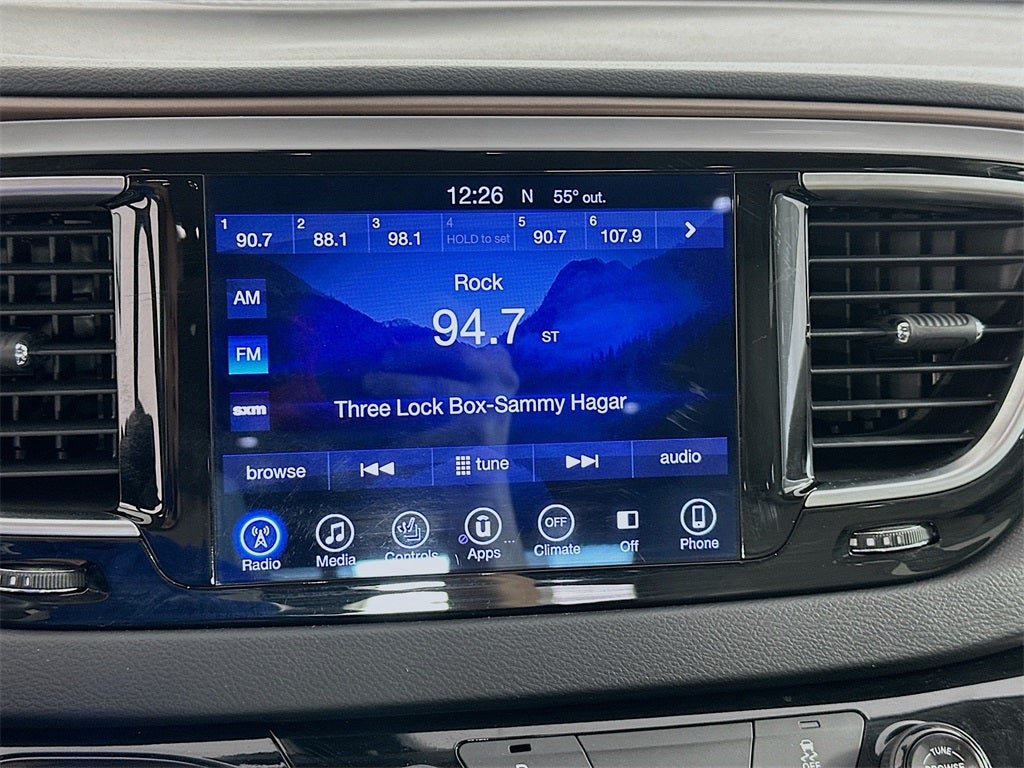 12:26 N 55° out.
1 90.7 2 88.1 3 98.1 4 HOLD to set 5 90.7 6 107.9
Rock
AM
94.7 ST
FM
Three Lock Box-Sammy Hagar
sxm
browse tune audio
OFF
Radio Media Controls Apps ... Climate Off Phone
TUNE
BROWSE
OFF